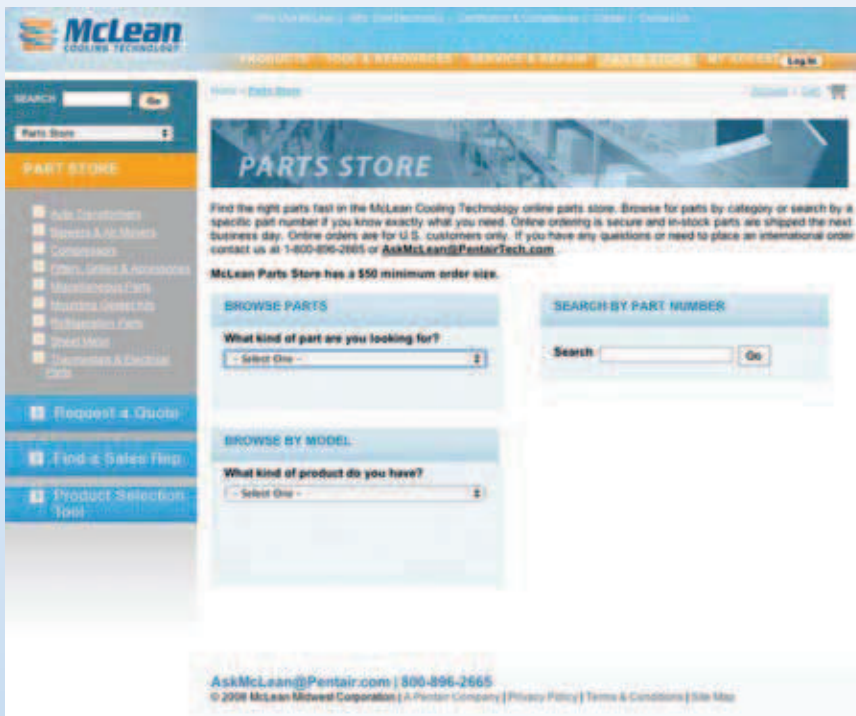 McLean
COOLING TECHNOLOGY
Contact Us
PRODUCTS TOOL & RESOURCES SERVICE & REPAIR PARTS STORE MY ACCOUNT Log In
SEARCH Go
Parts Store
Home > Parts Store
Account | Cart
PART STORE
PARTS STORE
Auto Transformers
Blowers & Air Movers
Compressors
Filters, Grilles & Accessories
Miscellaneous Parts
Mounting Gasket Kits
Refrigeration Parts
Sheet Metal
Thermostats & Electrical
Parts
Request a Quote
Find a Sales Rep
Product Selection
Tool
Find the right parts fast in the McLean Cooling Technology online parts store. Browse for parts by category or search by a
specific part number if you know exactly what you need. Online ordering is secure and in-stock parts are shipped the next
business day. Online orders are for U.S. customers only. If you have any questions or need to place an international order
contact us at 1-800-896-2665 or AskMcLean@PentairTech.com.
McLean Parts Store has a $50 minimum order size.
BROWSE PARTS
What kind of part are you looking for?
- Select One -
SEARCH BY PART NUMBER
Search Go
BROWSE BY MODEL
What kind of product do you have?
- Select One -
AskMcLean@Pentair.com | 800-896-2665
© 2008 McLean Midwest Corporation | A Pentair Company | Privacy Policy | Terms & Conditions | Site Map